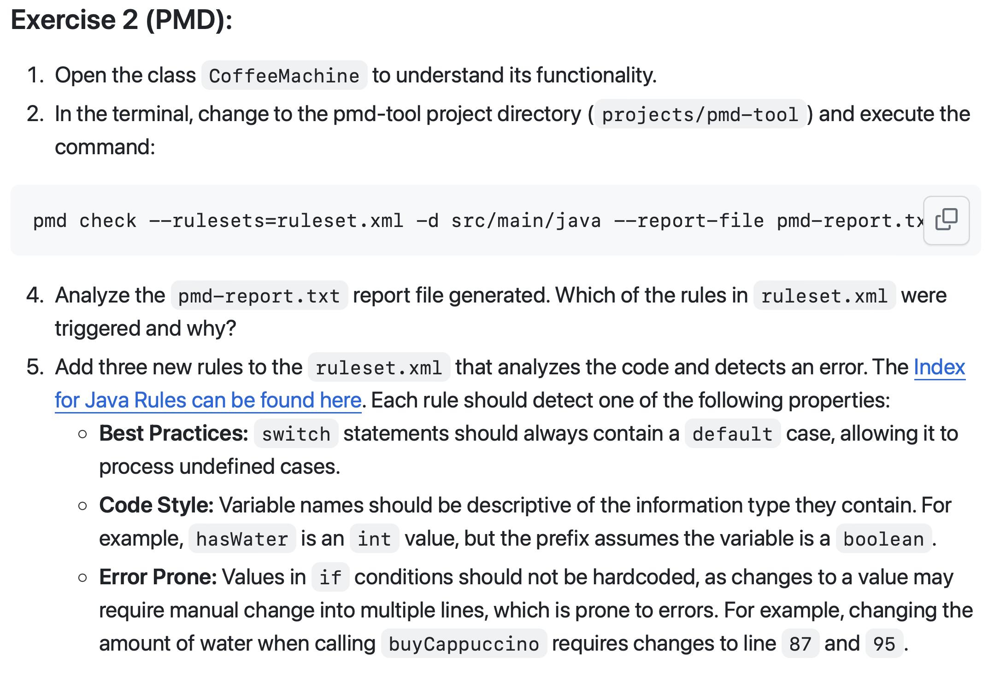 Exercise 2 (PMD):
1. Open the class CoffeeMachine to understand its functionality.
2. In the terminal, change to the pmd-tool project directory ( projects/pmd-tool ) and execute the
command:
pmd check --rulesets=ruleset.xml -d src/main/java --report-file pmd-report.tx
4. Analyze the pmd-report.txt report file generated. Which of the rules in ruleset.xml were
triggered and why?
5. Add three new rules to the ruleset.xml that analyzes the code and detects an error. The Index
for Java Rules can be found here. Each rule should detect one of the following properties:
○ Best Practices: switch statements should always contain a default case, allowing it to
process undefined cases.
○ Code Style: Variable names should be descriptive of the information type they contain. For
example, hasWater is an int value, but the prefix assumes the variable is a boolean .
○ Error Prone: Values in if conditions should not be hardcoded, as changes to a value may
require manual change into multiple lines, which is prone to errors. For example, changing the
amount of water when calling buyCappuccino requires changes to line 87 and 95 .